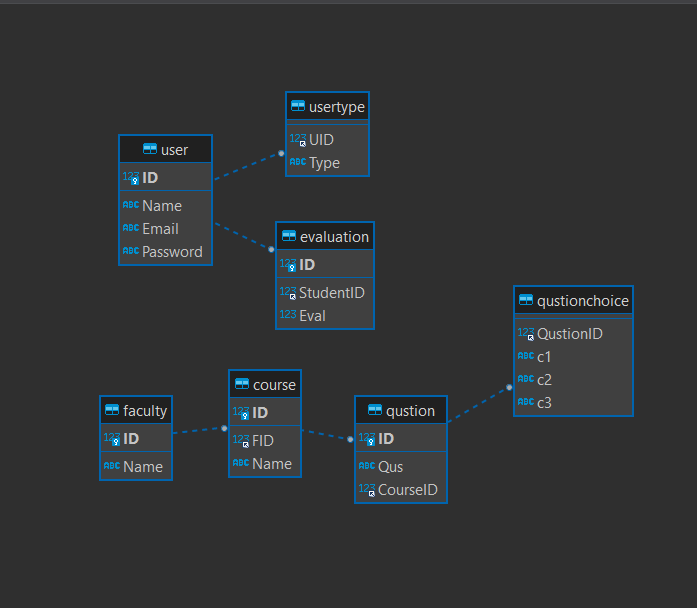 usertype
123 UID
ABC Type
user
123 ID
ABC Name
ABC Email
ABC Password
evaluation
123 ID
123 StudentID
123 Eval
qustionchoice
123 QustionID
ABC c1
ABC c2
ABC c3
faculty
123 ID
ABC Name
course
123 ID
123 FID
ABC Name
qustion
123 ID
ABC Qus
123 CourseID